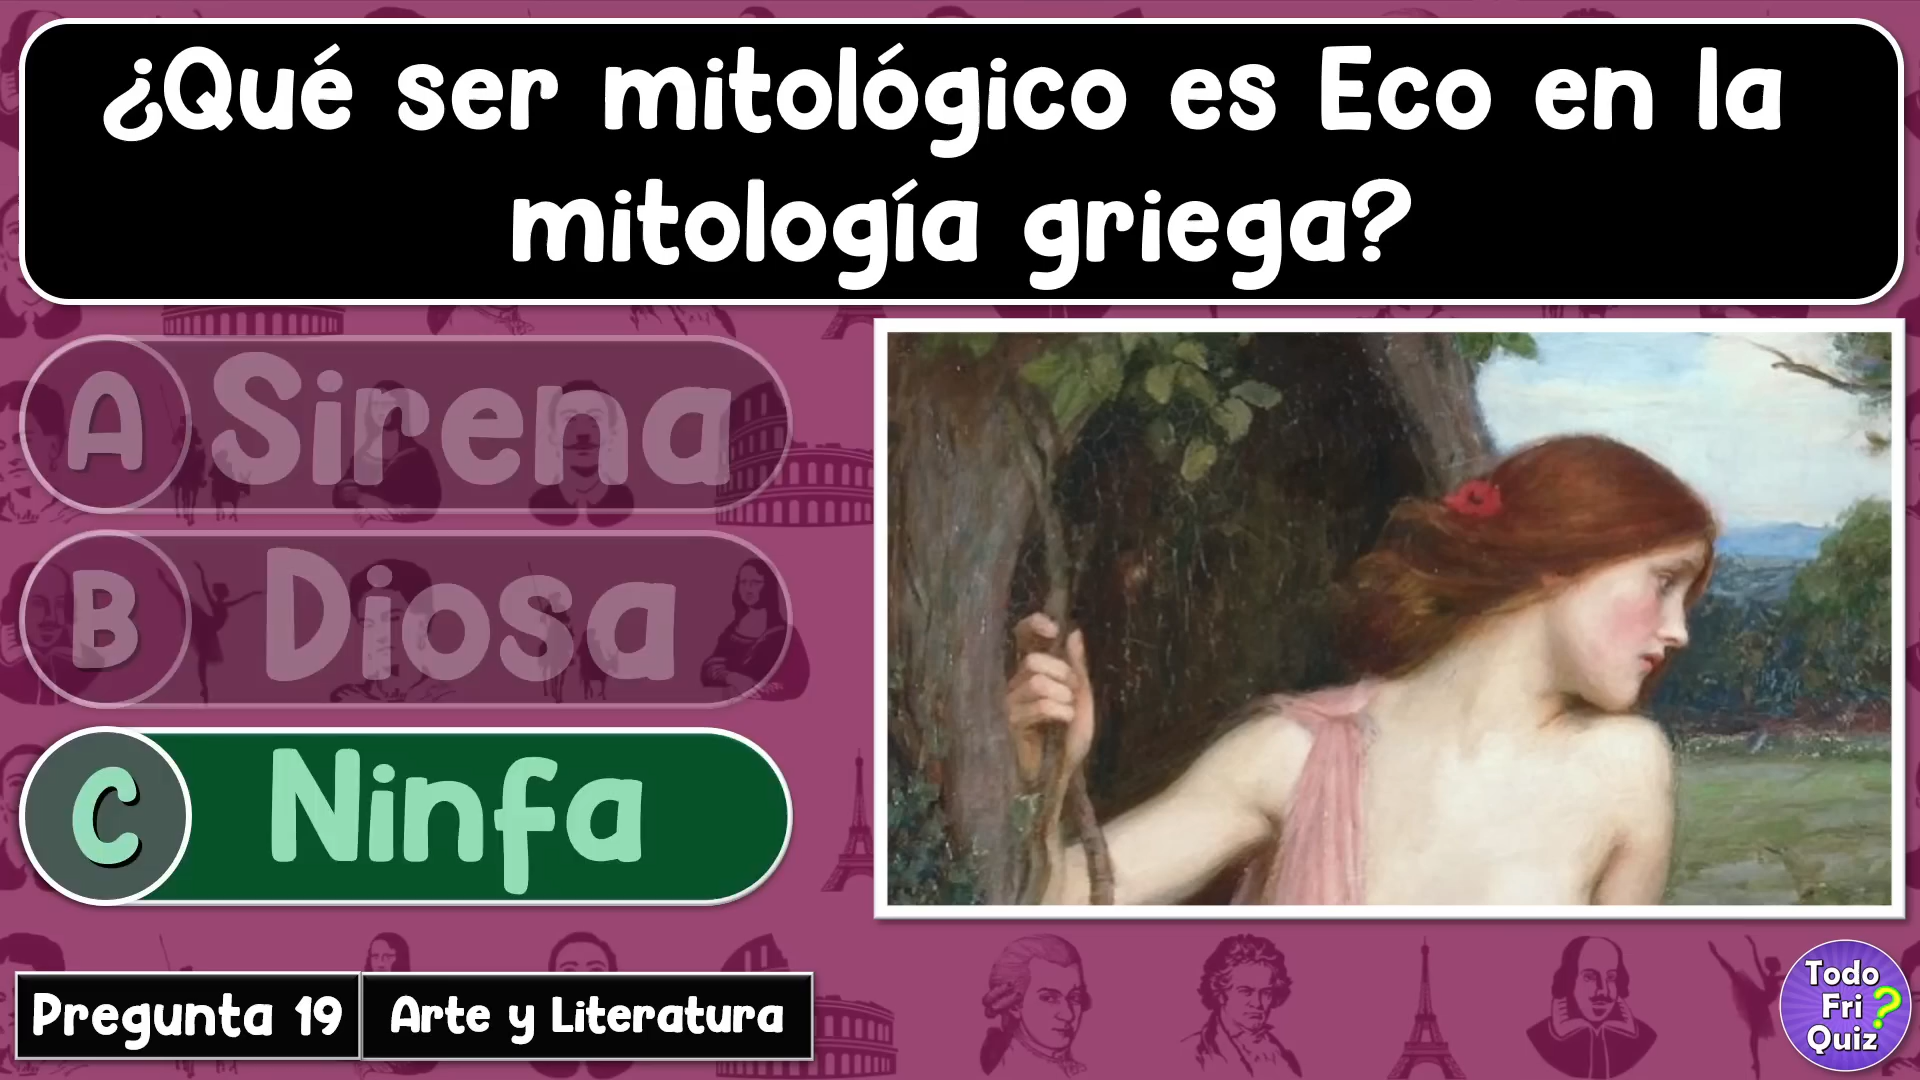 ¿Qué ser mitológico es Eco en la
mitología griega?
A Sirena
B Diosa
C Ninfa
Pregunta 19
Arte y Literatura
Todo
Fri
Quiz
?